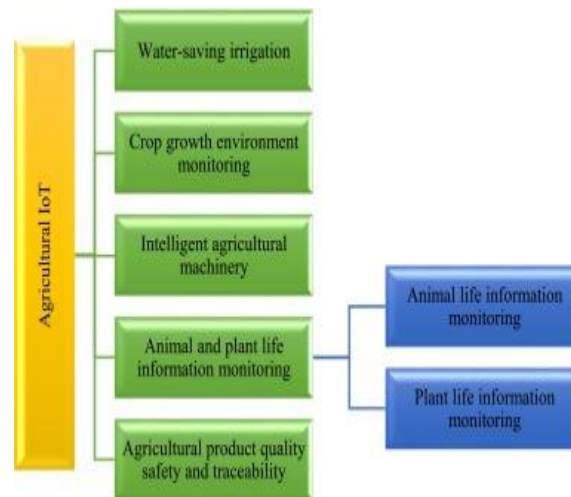 Agricultural IoT
Water-saving irrigation
Crop growth environment
monitoring
Intelligent agricultural
machinery
Animal and plant life
information monitoring
Agricultural product quality
safety and traceability
Animal life information
monitoring
Plant life information
monitoring